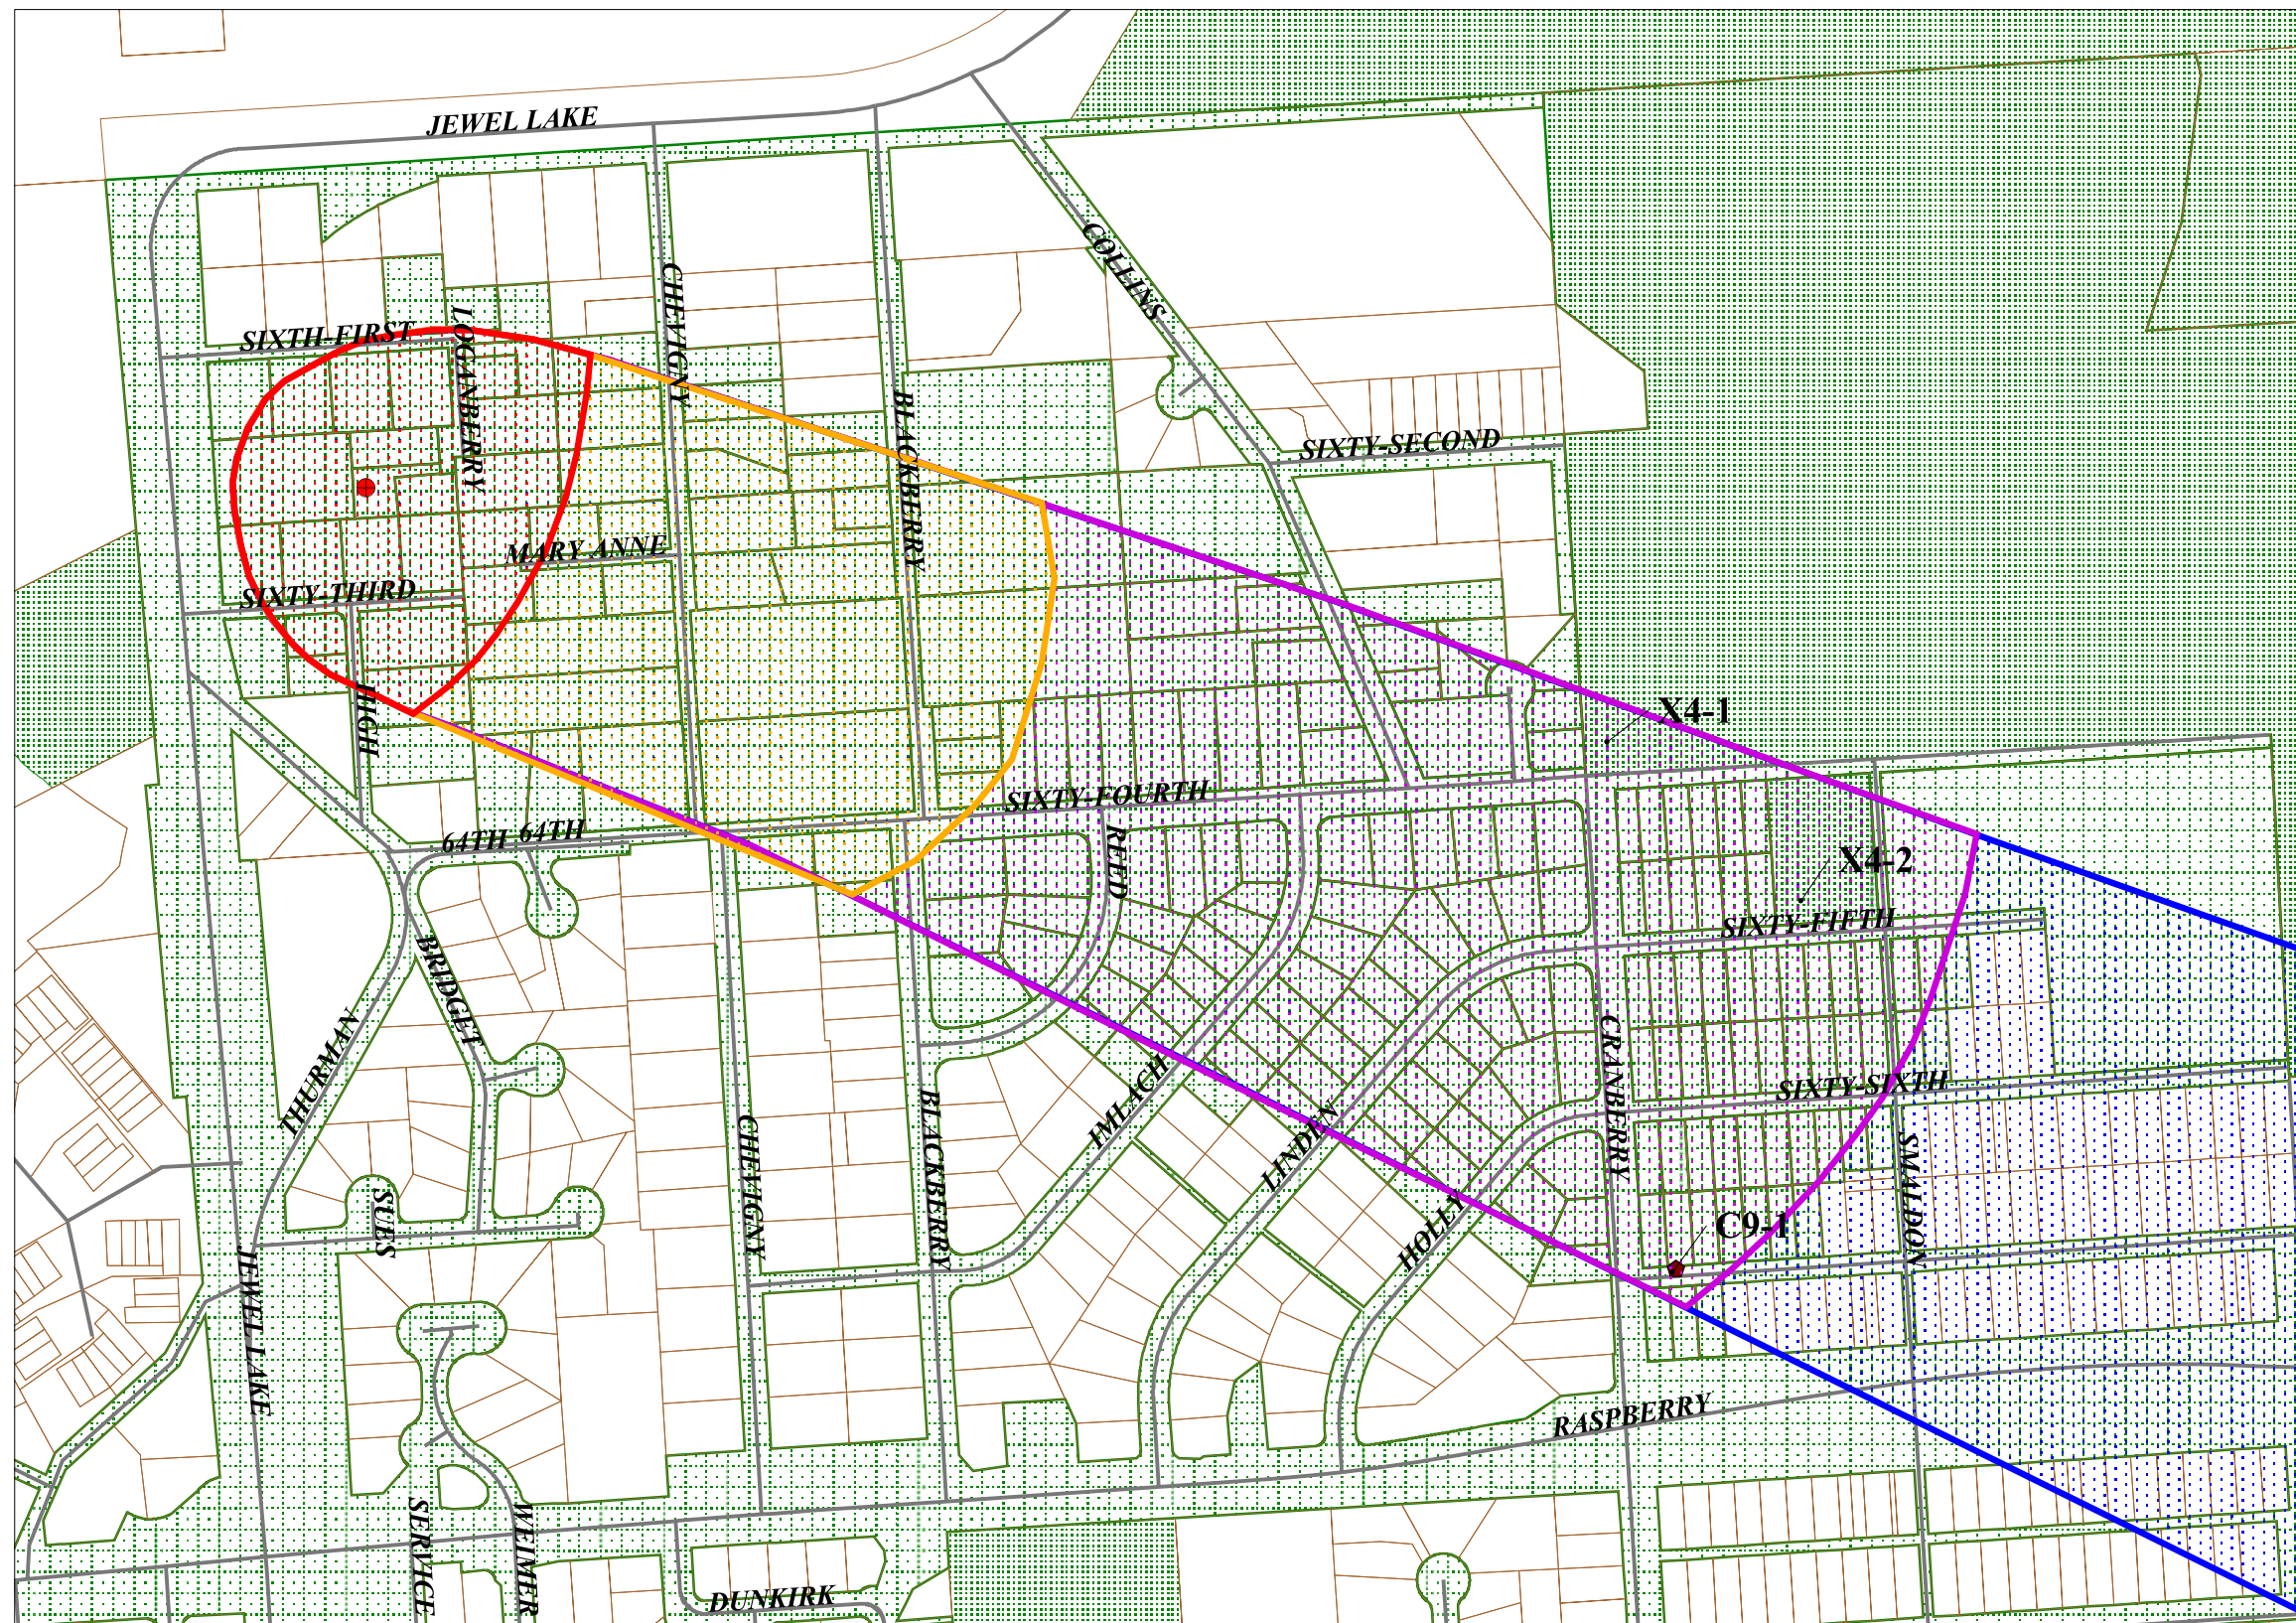 JEWEL LAKE
COLLINS
CHEVIGNY
SIXTH-FIRST
LOGANBERRY
BLACKBERRY
SIXTY-SECOND
MARY ANNE
SIXTY-THIRD
HIGH
X4-1
SIXTY-FOURTH
64TH 64TH
REED
X4-2
SIXTY-FIFTH
BRIDGET
THURMAN
CRANBERRY
IMLACH
SIXTY-SIXTH
LINDEN
CHEVIGNY
BLACKBERRY
SMALDON
SUES
HOLLY
C9-1
JEWEL LAKE
RASPBERRY
SERVICE
WEIMER
DUNKIRK